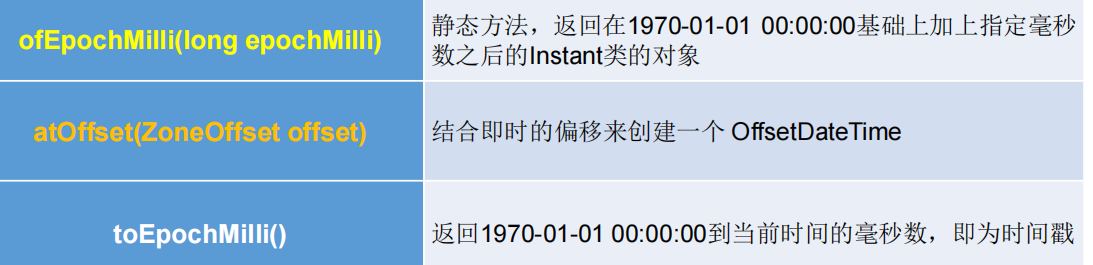 ofEpochMilli(long epochMilli)
静态方法，返回在1970-01-01 00:00:00基础上加上指定毫秒
数之后的Instant类的对象
atOffset(ZoneOffset offset)
结合即时的偏移来创建一个 OffsetDateTime
toEpochMilli()
返回1970-01-01 00:00:00到当前时间的毫秒数，即为时间戳